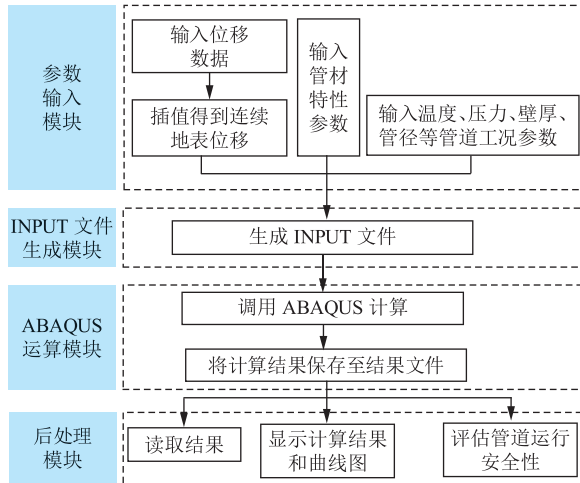 参数
输入
模块
输入位移
数据
插值得到连续
地表位移
输入
管材
特性
参数
输入温度、压力、壁厚、
管径等管道工况参数
INPUT 文件
生成模块
生成 INPUT 文件
ABAQUS
运算模块
调用 ABAQUS 计算
将计算结果保存至结果文件
后处理
模块
读取结果
显示计算结果
和曲线图
评估管道运行
安全性